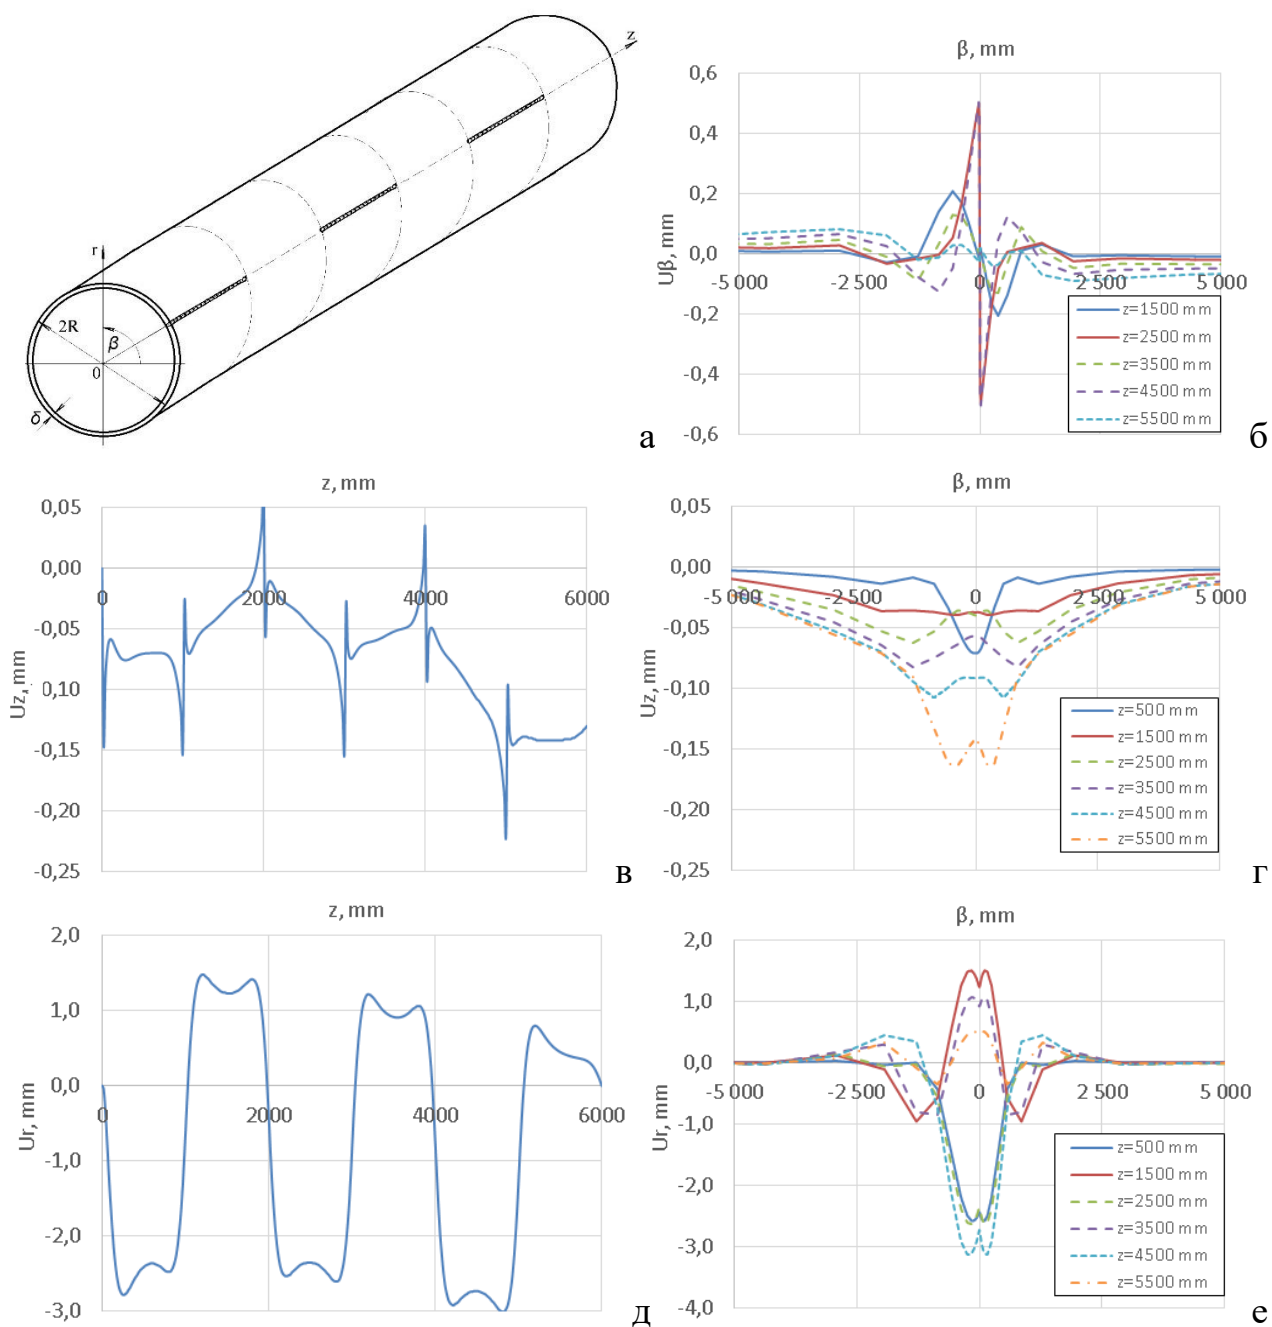 z
r
2R
β
0
δ
а
β, mm
0,6
0,4
0,2
0,0
-0,2
-0,4
-0,6
Uβ, mm
-5 000
-2500
0
2 500
5 000
z=1500 mm
z=2500 mm
z=3500 mm
z=4500 mm
z=5500 mm
б
z, mm
0,05
0,00
-0,05
-0,10
-0,15
-0,20
-0,25
Uz, mm
0
2000
4000
6000
в
β, mm
0,05
0,00
-0,05
-0,10
-0,15
-0,20
-0,25
Uz, mm
-5 000
-2 500
0
2 500
5 000
z=500 mm
z=1500 mm
z=2500 mm
z=3500 mm
z=4500 mm
z=5500 mm
г
z, mm
2,0
1,0
0,0
-1,0
-2,0
-3,0
Ur, mm
0
2000
4000
6000
д
β, mm
2,0
1,0
0,0
-1,0
-2,0
-3,0
-4,0
Ur, mm
-5 000
-2 500
0
2 500
5 000
z=500 mm
z=1500 mm
z=2500 mm
z=3500 mm
z=4500 mm
z=5500 mm
е